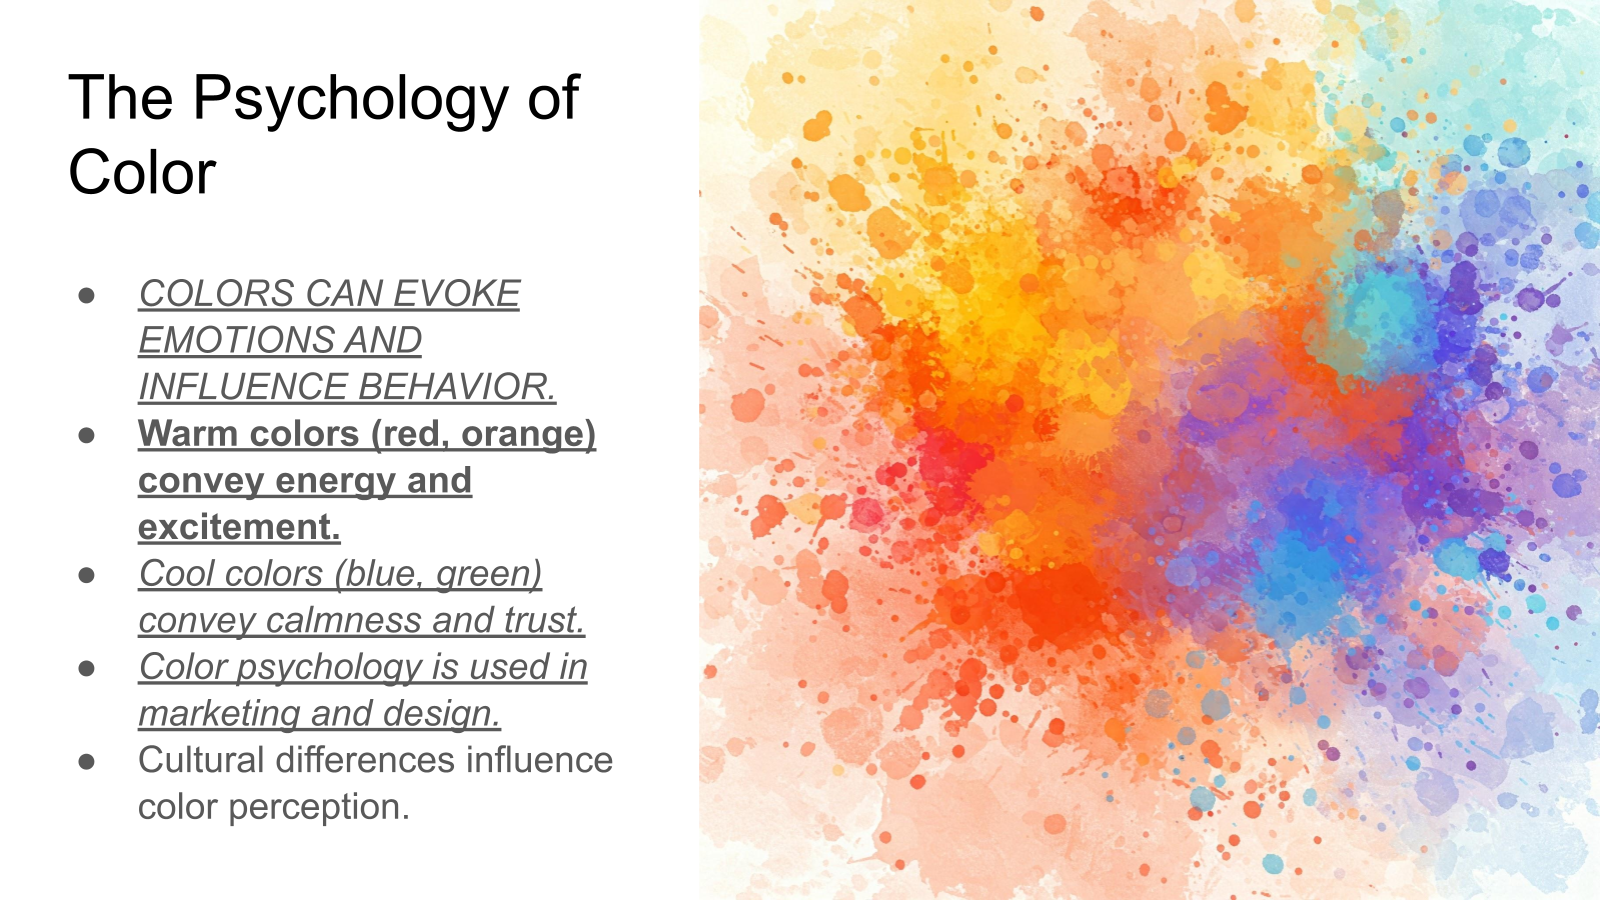 The Psychology of
Color
● COLORS CAN EVOKE
EMOTIONS AND
INFLUENCE BEHAVIOR.
● Warm colors (red, orange)
convey energy and
excitement.
● Cool colors (blue, green)
convey calmness and trust.
● Color psychology is used in
marketing and design.
● Cultural differences influence
color perception.